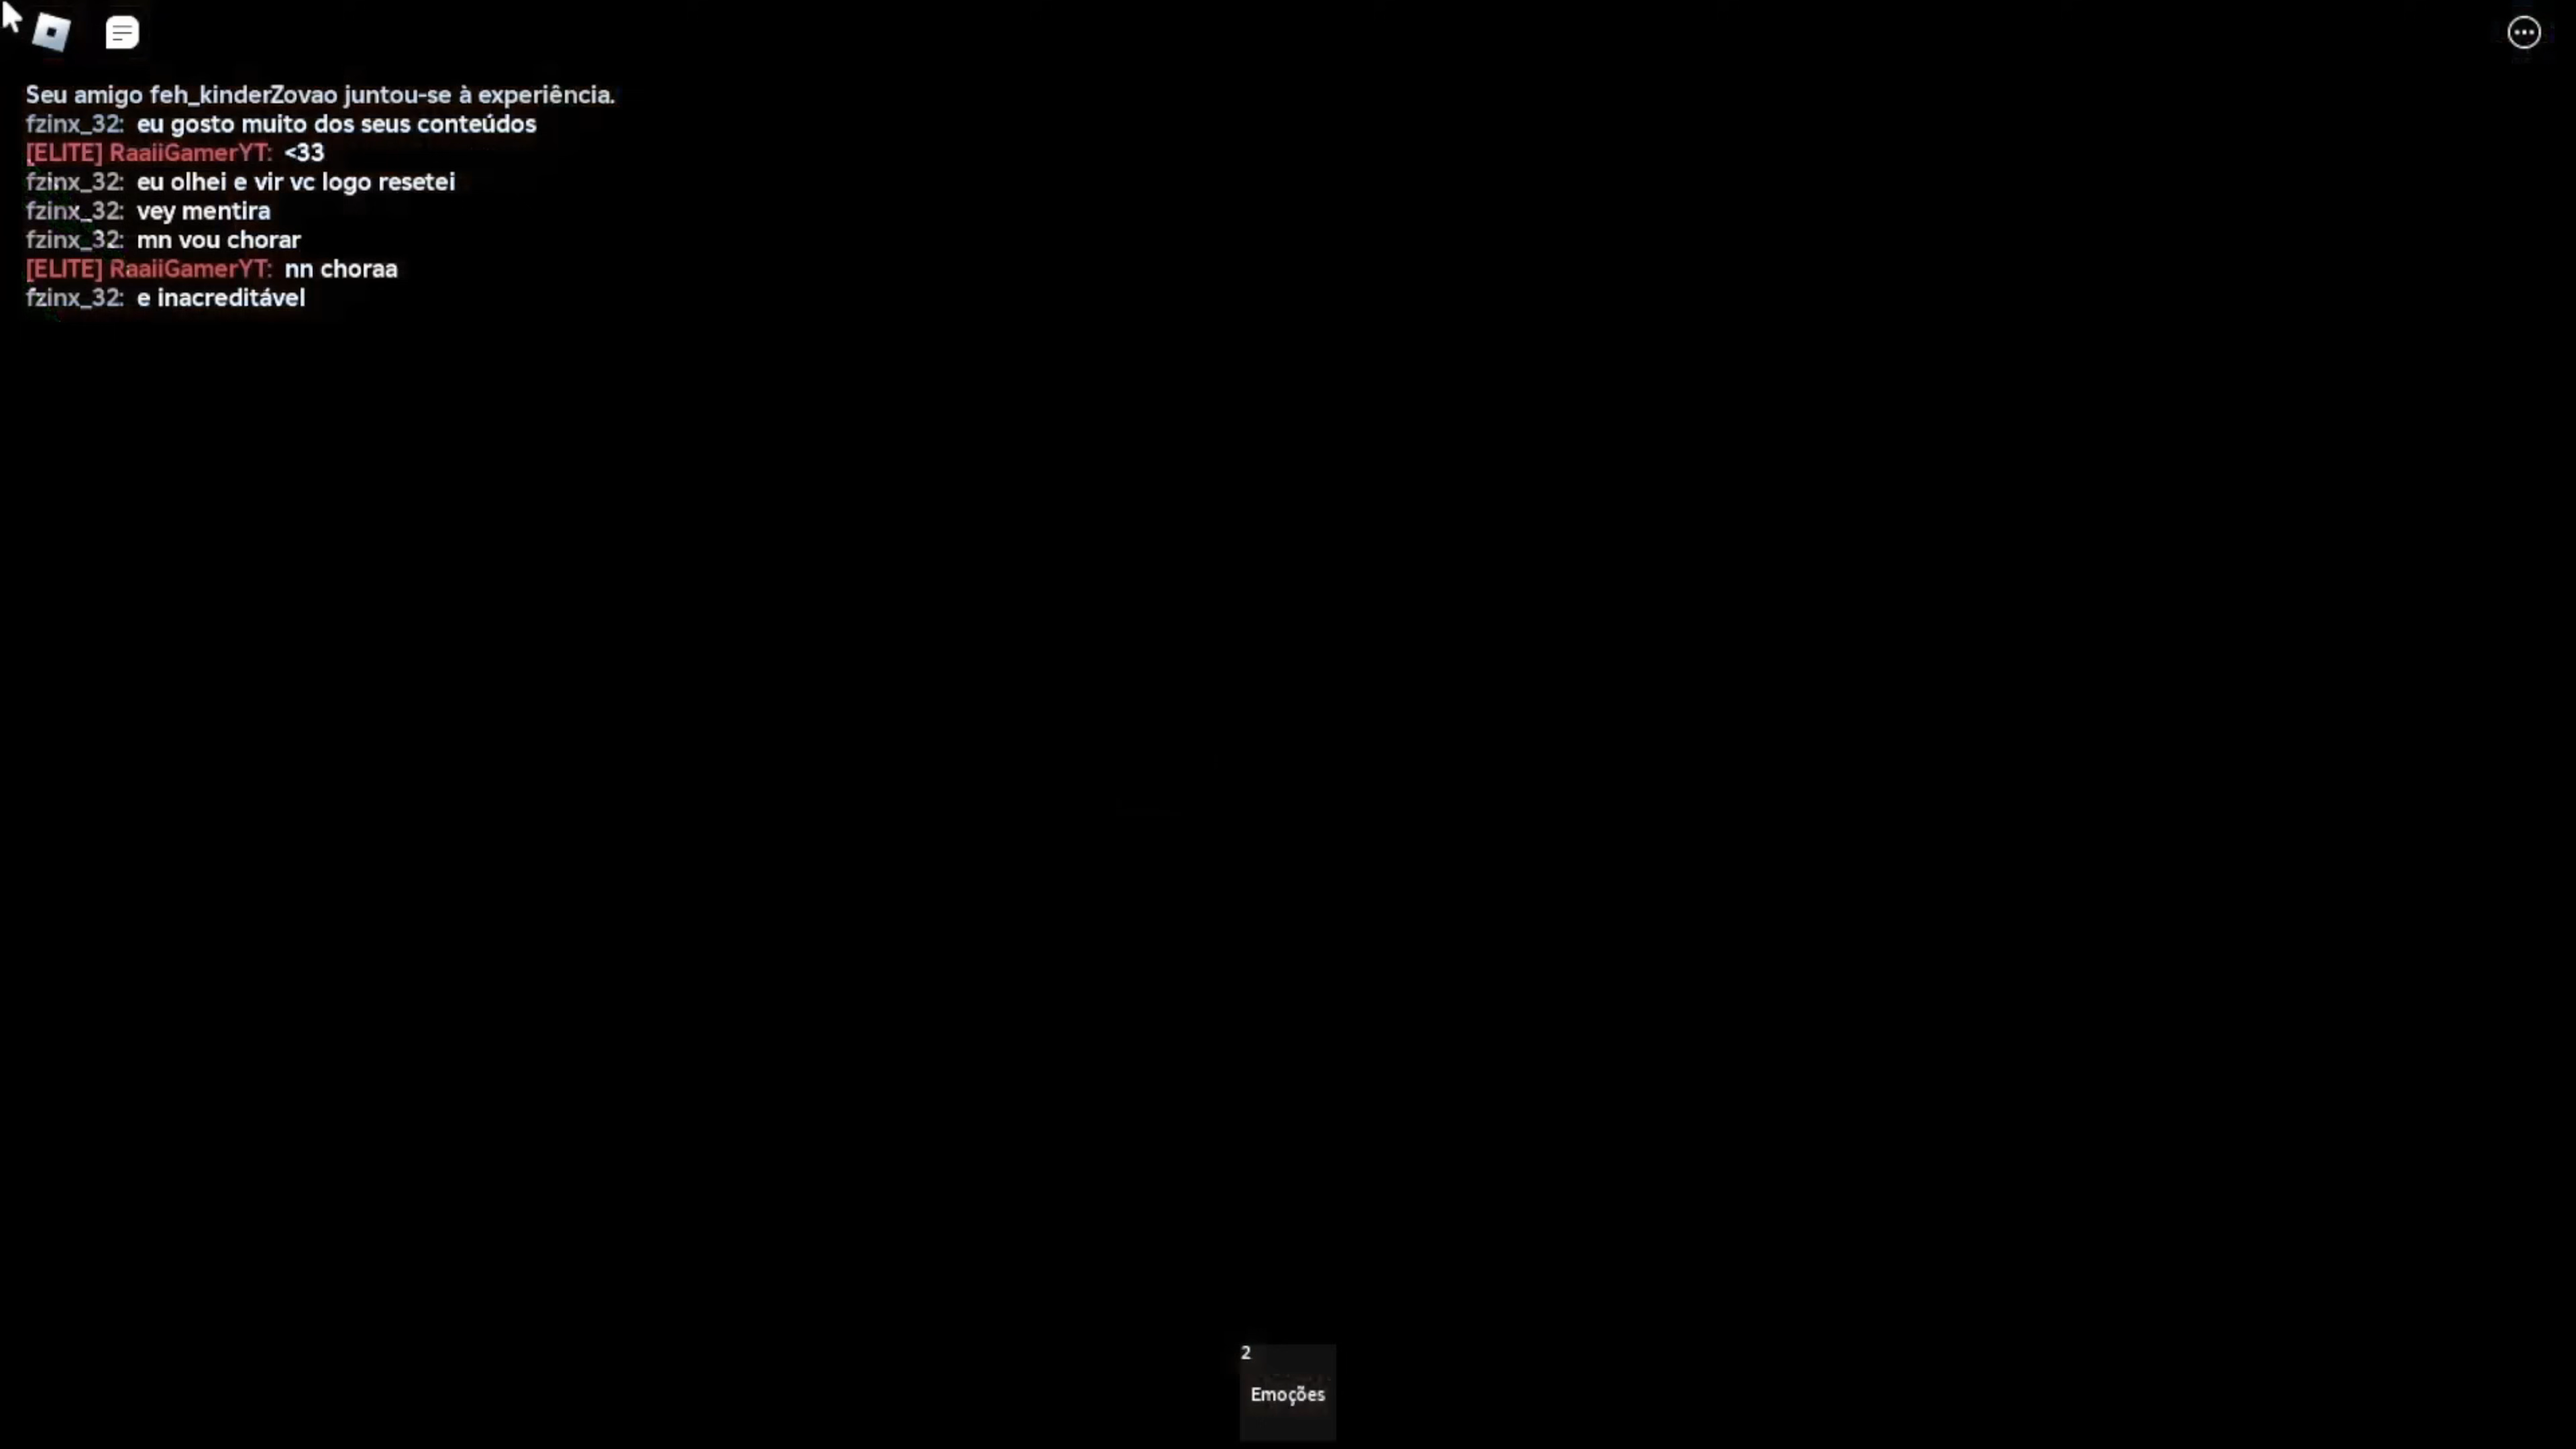 Seu amigo feh_kinderZovao juntou-se à experiência.
fzinx_32: eu gosto muito dos seus conteúdos
[ELITE] RaaiiGamerYT: <33
fzinx_32: eu olhei e vir vc logo resetei
fzinx_32: vey mentira
fzinx_32: mn vou chorar
[ELITE] RaaiiGamerYT: nn choraa
fzinx_32: e inacreditável
2
Emoções